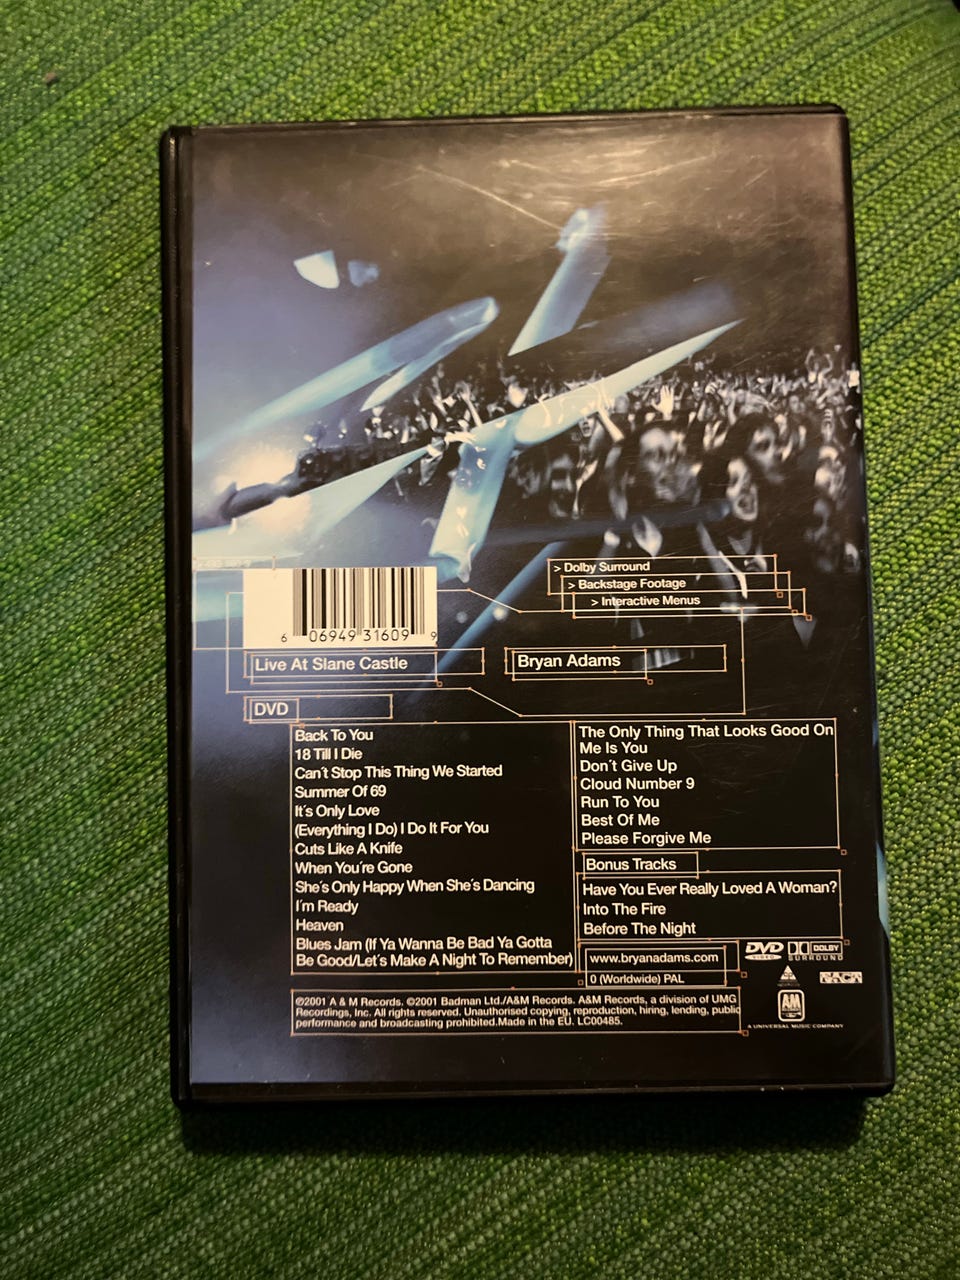 > Dolby Surround
> Backstage Footage
> Interactive Menus
6 06949 31609 9
Live At Slane Castle
Bryan Adams
DVD
Back To You
18 Till I Die
Can´t Stop This Thing We Started
Summer Of 69
It´s Only Love
(Everything I Do) I Do It For You
Cuts Like A Knife
When You´re Gone
She´s Only Happy When She´s Dancing
I´m Ready
Heaven
Blues Jam (If Ya Wanna Be Bad Ya Gotta
Be Good/Let´s Make A Night To Remember)
The Only Thing That Looks Good On
Me Is You
Don´t Give Up
Cloud Number 9
Run To You
Best Of Me
Please Forgive Me
Bonus Tracks
Have You Ever Really Loved A Woman?
Into The Fire
Before The Night
www.bryanadams.com
0 (Worldwide) PAL
DVD
VIDEO
DOLBY
SURROUND
A&M
A UNIVERSAL MUSIC COMPANY
℗2001 A & M Records. ©2001 Badman Ltd./A&M Records. A&M Records, a division of UMG
Recordings, Inc. All rights reserved. Unauthorised copying, reproduction, hiring, lending, public
performance and broadcasting prohibited.Made in the EU. LC00485.